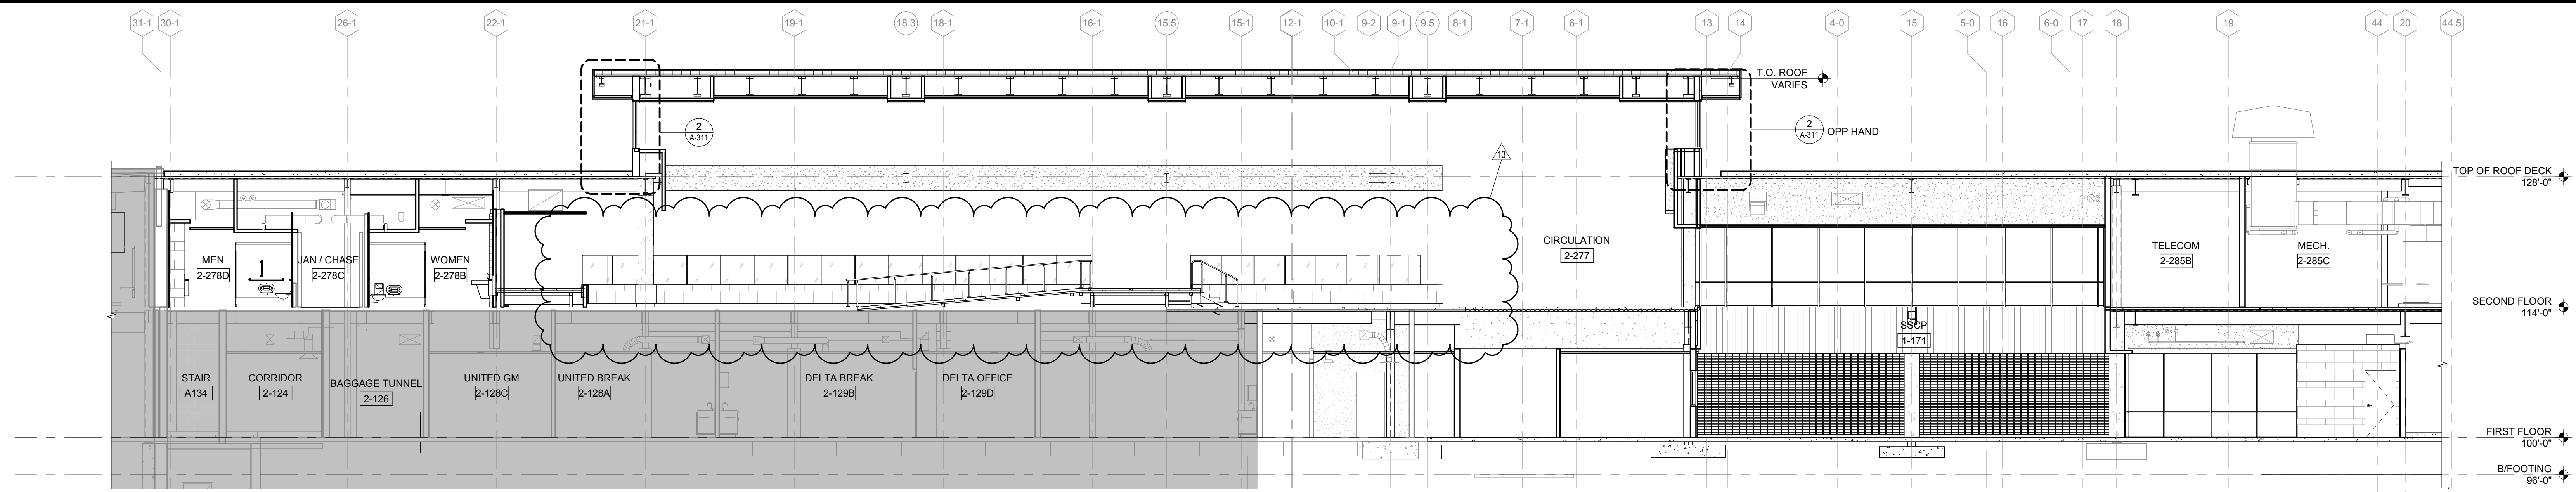 31-1 30-1 26-1 22-1 21-1 19-1 18.3 18-1 16-1 15.5 15-1 12-1 10-1 9-2 9-1 9.5 8-1 7-1 6-1 13 14 4-0 15 5-0 16 6-0 17 18 19 44 20 44.5
T.O. ROOF
VARIES
2
A-311
2
A-311
OPP HAND
13
TOP OF ROOF DECK
128'-0"
MEN
2-278D
JAN / CHASE
2-278C
WOMEN
2-278B
CIRCULATION
2-277
TELECOM
2-285B
MECH.
2-285C
SECOND FLOOR
114'-0"
SSCP
1-171
STAIR
A134
CORRIDOR
2-124
BAGGAGE TUNNEL
2-126
UNITED GM
2-128C
UNITED BREAK
2-128A
DELTA BREAK
2-129B
DELTA OFFICE
2-129D
FIRST FLOOR
100'-0"
B/FOOTING
96'-0"